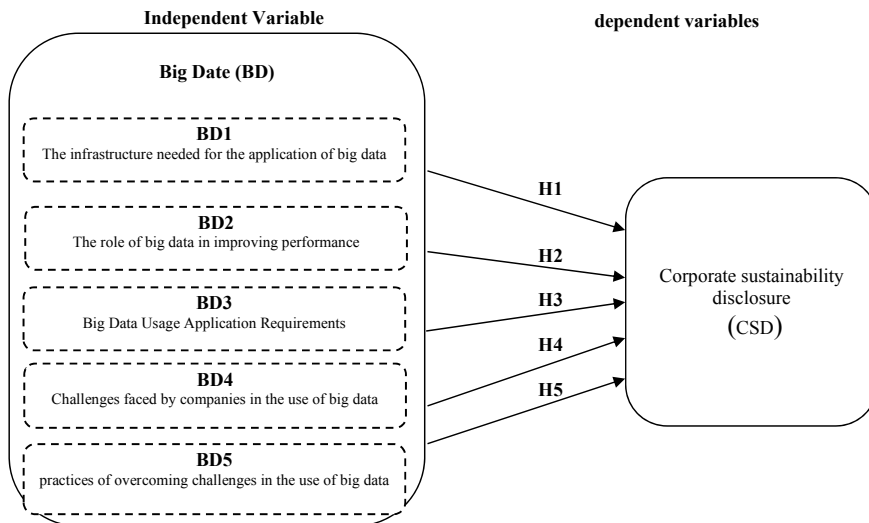 Independent Variable
dependent variables
Big Date (BD)
BD1
The infrastructure needed for the application of big data
BD2
The role of big data in improving performance
BD3
Big Data Usage Application Requirements
BD4
Challenges faced by companies in the use of big data
BD5
practices of overcoming challenges in the use of big data
H1
H2
H3
H4
H5
Corporate sustainability
disclosure
(CSD)